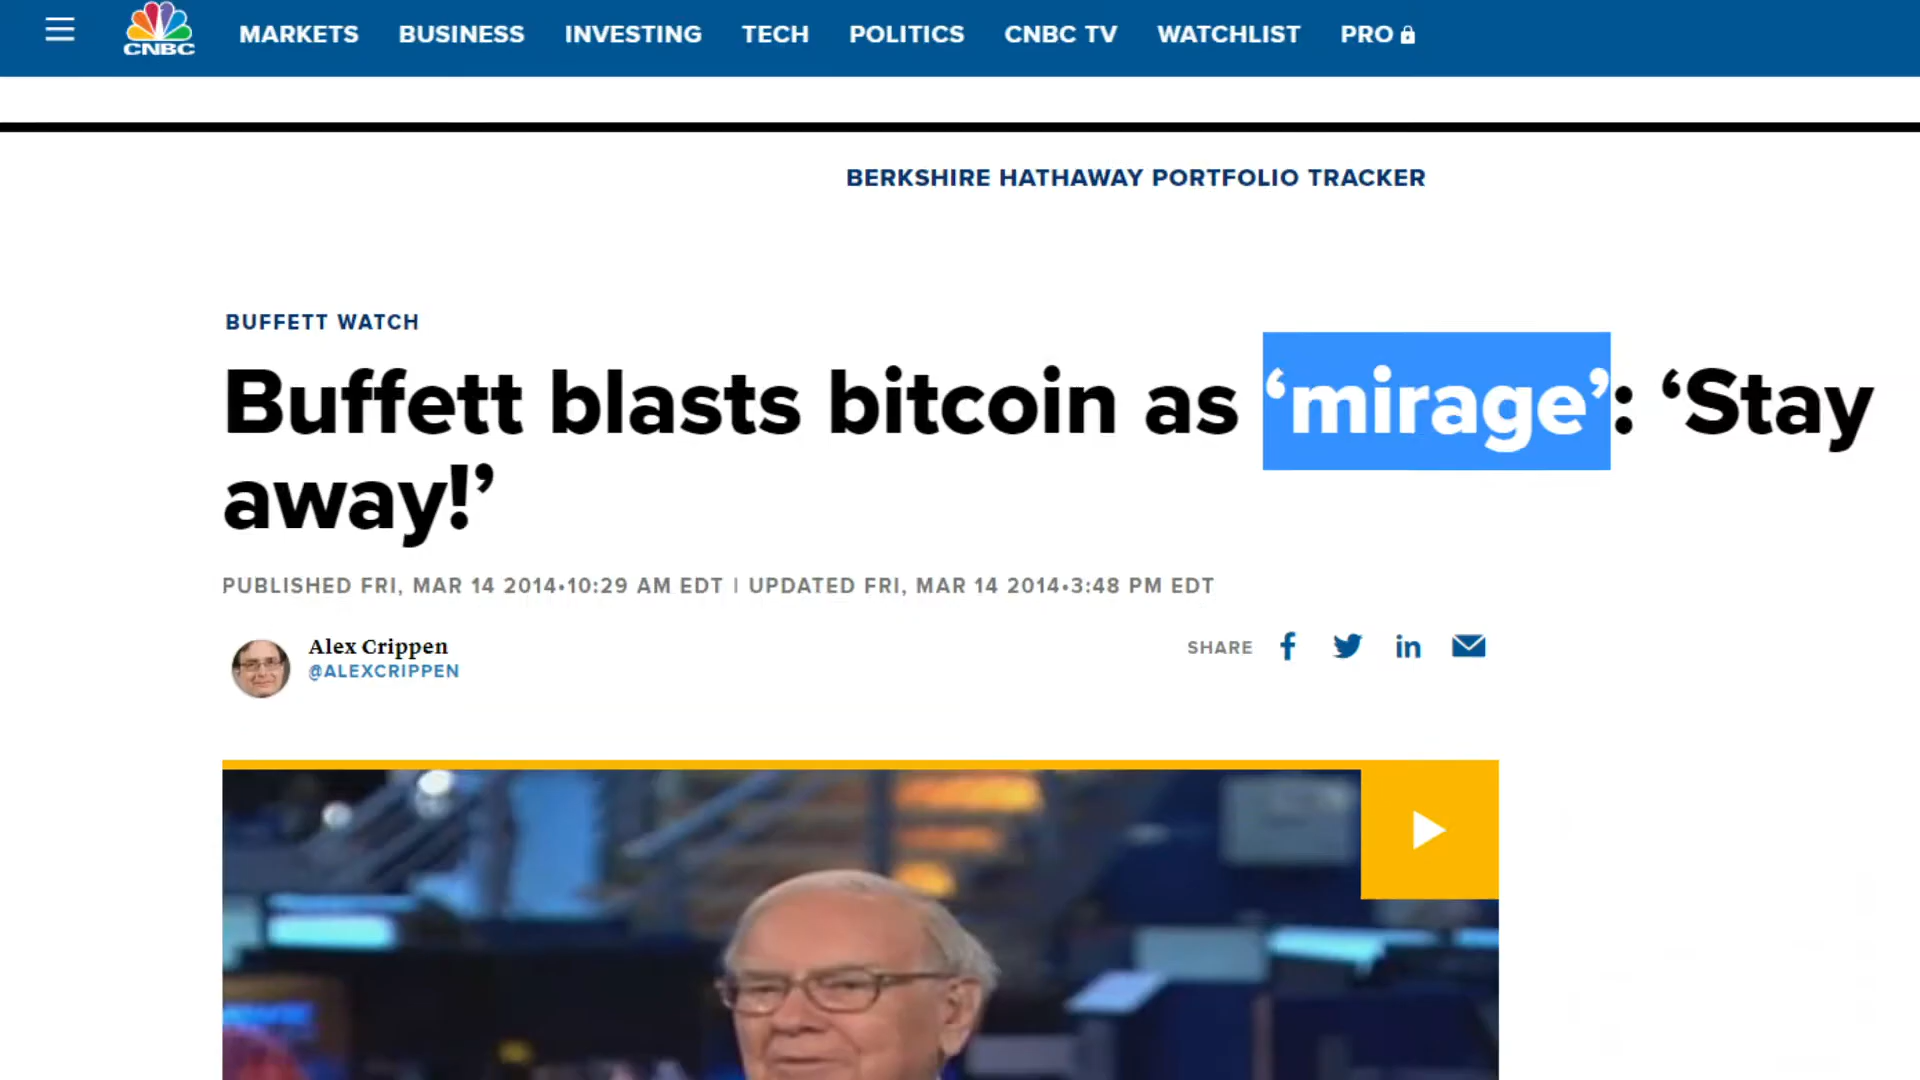 CNBC MARKETS BUSINESS INVESTING TECH POLITICS CNBC TV WATCHLIST PRO
BERKSHIRE HATHAWAY PORTFOLIO TRACKER
BUFFETT WATCH
Buffett blasts bitcoin as ‘mirage’: ‘Stay
away!’
PUBLISHED FRI, MAR 14 2014•10:29 AM EDT | UPDATED FRI, MAR 14 2014•3:48 PM EDT
Alex Crippen
@ALEXCRIPPEN
SHARE